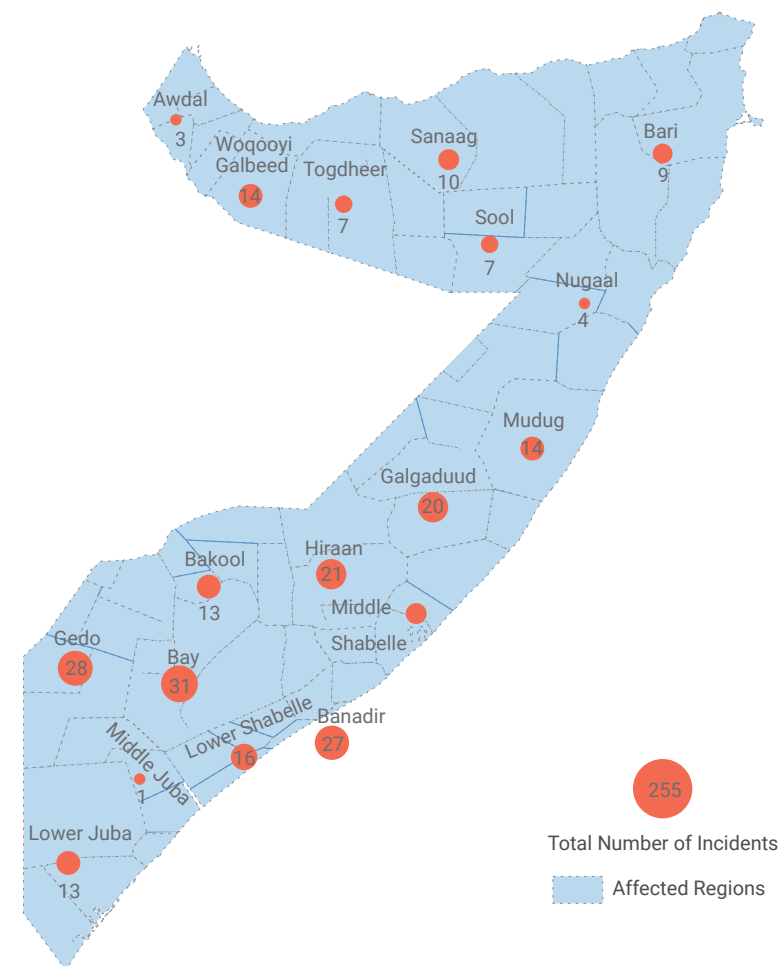 Awdal
3
Woqooyi
Galbeed
14
Togdheer
7
Sanaag
10
Bari
9
Sool
7
Nugaal
4
Mudug
14
Galgaduud
20
Hiraan
21
Bakool
13
Middle
Shabelle
Gedo
28
Bay
31
Lower Shabelle
16
Banadir
27
Middle Juba
1
Lower Juba
13
255
Total Number of Incidents
Affected Regions